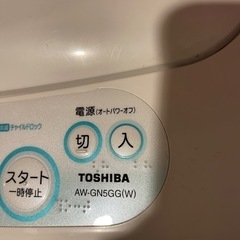 電源(オートパワーオフ)
チャイルドロック
切 入
スタート
一時停止
TOSHIBA
AW-GN5GG(W)